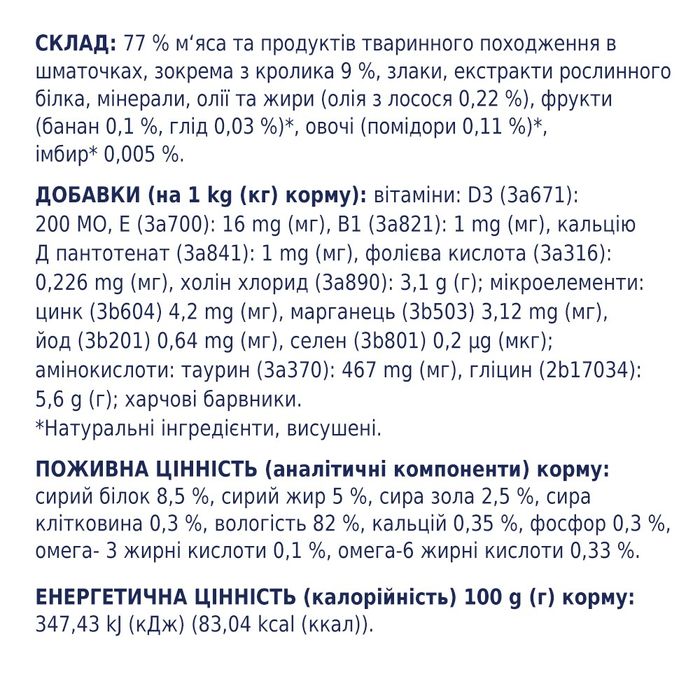 СКЛАД: 77 % м‘яса та продуктів тваринного походження в
шматочках, зокрема з кролика 9 %, злаки, екстракти рослинного
білка, мінерали, олії та жири (олія з лосося 0,22 %), фрукти
(банан 0,1 %, глід 0,03 %)*, овочі (помідори 0,11 %)*,
імбир* 0,005 %.
ДОБАВКИ (на 1 kg (кг) корму): вітаміни: D3 (3a671):
200 МО, E (3a700): 16 mg (мг), B1 (3a821): 1 mg (мг), кальцію
Д пантотенат (3a841): 1 mg (мг), фолієва кислота (3a316):
0,226 mg (мг), холін хлорид (3a890): 3,1 g (г); мікроелементи:
цинк (3b604) 4,2 mg (мг), марганець (3b503) 3,12 mg (мг),
йод (3b201) 0,64 mg (мг), селен (3b801) 0,2 µg (мкг);
амінокислоти: таурин (3a370): 467 mg (мг), гліцин (2b17034):
5,6 g (г); харчові барвники.
*Натуральні інгредієнти, висушені.
ПОЖИВНА ЦІННІСТЬ (аналітичні компоненти) корму:
сирий білок 8,5 %, сирий жир 5 %, сира зола 2,5 %, сира
клітковина 0,3 %, вологість 82 %, кальцій 0,35 %, фосфор 0,3 %,
омега- 3 жирні кислоти 0,1 %, омега-6 жирні кислоти 0,33 %.
ЕНЕРГЕТИЧНА ЦІННІСТЬ (калорійність) 100 g (г) корму:
347,43 kJ (кДж) (83,04 kcal (ккал)).